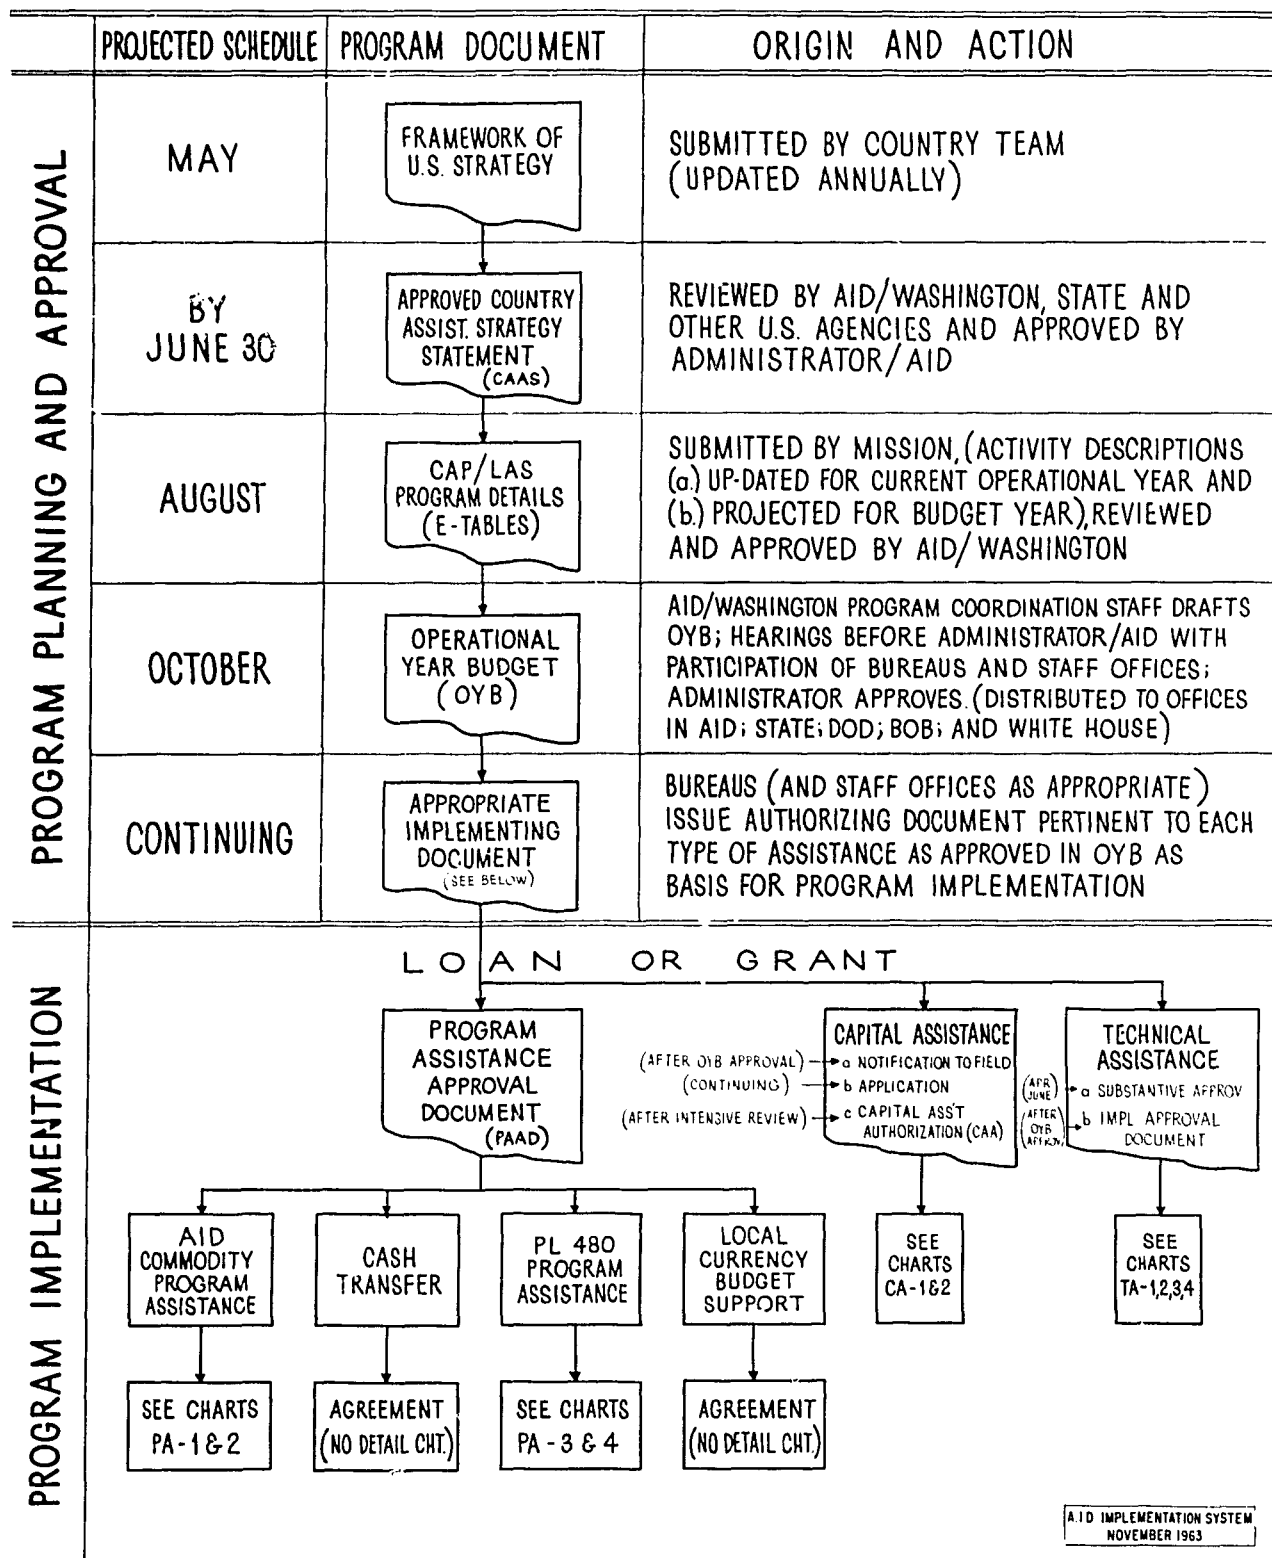 PROJECTED SCHEDULE
PROGRAM DOCUMENT
ORIGIN AND ACTION
PROGRAM PLANNING AND APPROVAL
MAY
FRAMEWORK OF
U.S. STRATEGY
SUBMITTED BY COUNTRY TEAM
(UPDATED ANNUALLY)
BY
JUNE 30
APPROVED COUNTRY
ASSIST. STRATEGY
STATEMENT
(CAAS)
REVIEWED BY AID/WASHINGTON, STATE AND
OTHER U.S. AGENCIES AND APPROVED BY
ADMINISTRATOR/AID
AUGUST
CAP/LAS
PROGRAM DETAILS
(E-TABLES)
SUBMITTED BY MISSION, (ACTIVITY DESCRIPTIONS
(a.) UP-DATED FOR CURRENT OPERATIONAL YEAR AND
(b.) PROJECTED FOR BUDGET YEAR), REVIEWED
AND APPROVED BY AID/WASHINGTON
OCTOBER
OPERATIONAL
YEAR BUDGET
(OYB)
AID/WASHINGTON PROGRAM COORDINATION STAFF DRAFTS
OYB; HEARINGS BEFORE ADMINISTRATOR/AID WITH
PARTICIPATION OF BUREAUS AND STAFF OFFICES;
ADMINISTRATOR APPROVES. (DISTRIBUTED TO OFFICES
IN AID; STATE; DOD; BOB; AND WHITE HOUSE)
CONTINUING
APPROPRIATE
IMPLEMENTING
DOCUMENT
(SEE BELOW)
BUREAUS (AND STAFF OFFICES AS APPROPRIATE)
ISSUE AUTHORIZING DOCUMENT PERTINENT TO EACH
TYPE OF ASSISTANCE AS APPROVED IN OYB AS
BASIS FOR PROGRAM IMPLEMENTATION
PROGRAM IMPLEMENTATION
LOAN OR GRANT
PROGRAM
ASSISTANCE
APPROVAL
DOCUMENT
(PAAD)
CAPITAL ASSISTANCE
(AFTER OYB APPROVAL) a NOTIFICATION TO FIELD
(CONTINUING) b APPLICATION
(AFTER INTENSIVE REVIEW) c CAPITAL ASS'T
AUTHORIZATION (CAA)
TECHNICAL
ASSISTANCE
(APR
JUNE) a SUBSTANTIVE APPROV
(AFTER
OYB
b IMPL APPROVAL
DOCUMENT
AID
COMMODITY
PROGRAM
ASSISTANCE
CASH
TRANSFER
PL 480
PROGRAM
ASSISTANCE
LOCAL
CURRENCY
BUDGET
SUPPORT
SEE
CHARTS
CA-1&2
SEE
CHARTS
TA-1,2,3,4
SEE CHARTS
PA-1&2
AGREEMENT
(NO DETAIL CHT.)
SEE CHARTS
PA-3 & 4
AGREEMENT
(NO DETAIL CHT.)
A.I D IMPLEMENTATION SYSTEM
NOVEMBER 1963